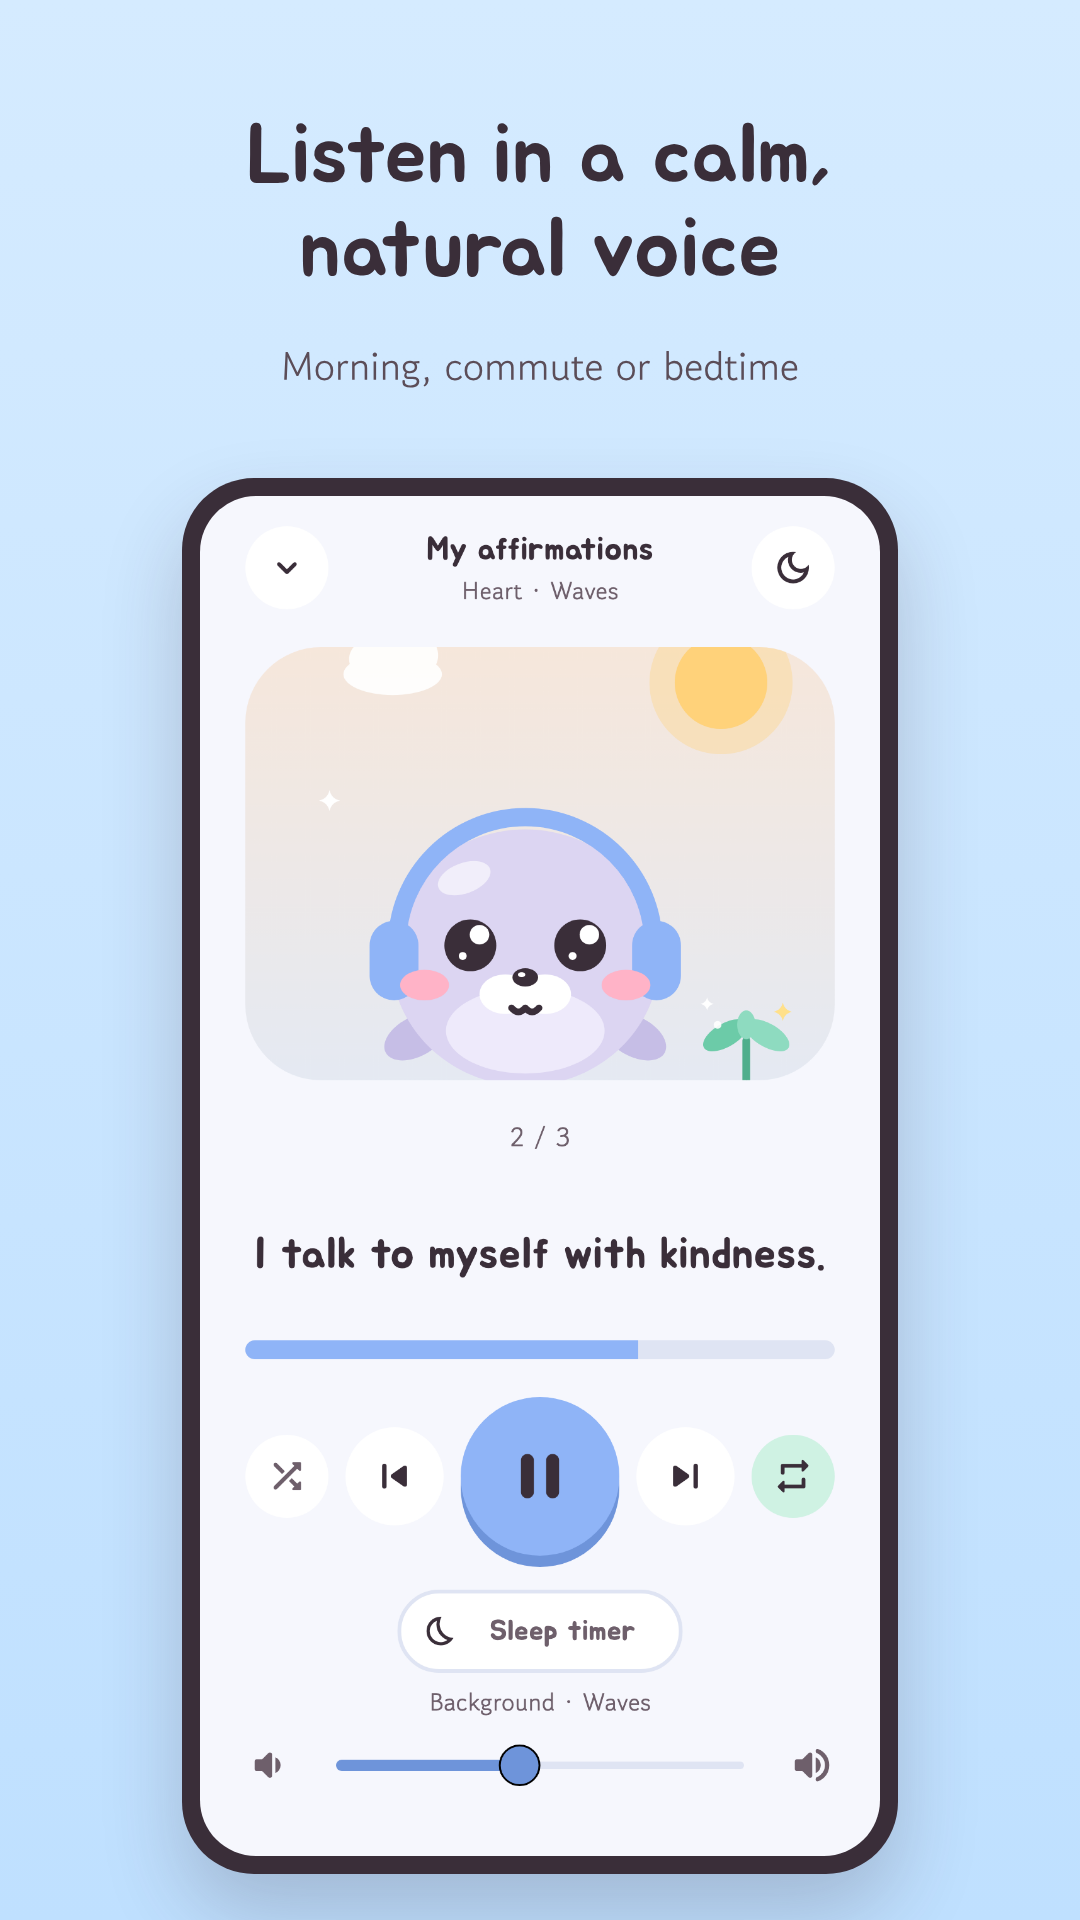 Listen in a calm,
natural voice
Morning, commute or bedtime
My affirmations
Heart · Waves
2 / 3
I talk to myself with kindness.
Sleep timer
Background · Waves